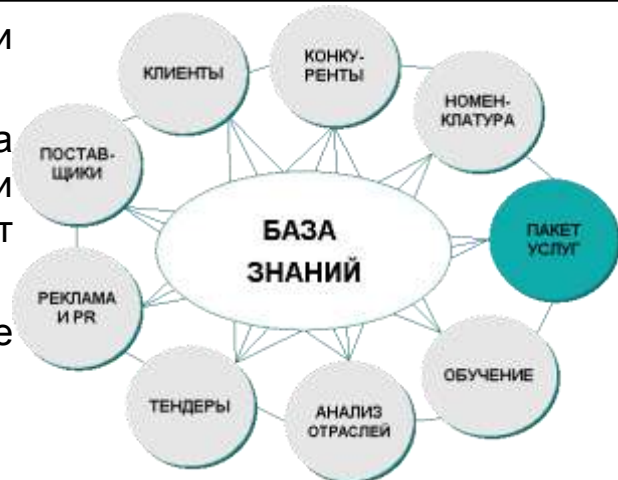 и
а
и
т
е
КЛИЕНТЫ
КОНКУ-
РЕНТЫ
НОМЕН-
КЛАТУРА
ПОСТАВ-
ЩИКИ
БАЗА
ЗНАНИЙ
ПАКЕТ
УСЛУГ
РЕКЛАМА
И PR
ОБУЧЕНИЕ
ТЕНДЕРЫ
АНАЛИЗ
ОТРАСЛЕЙ